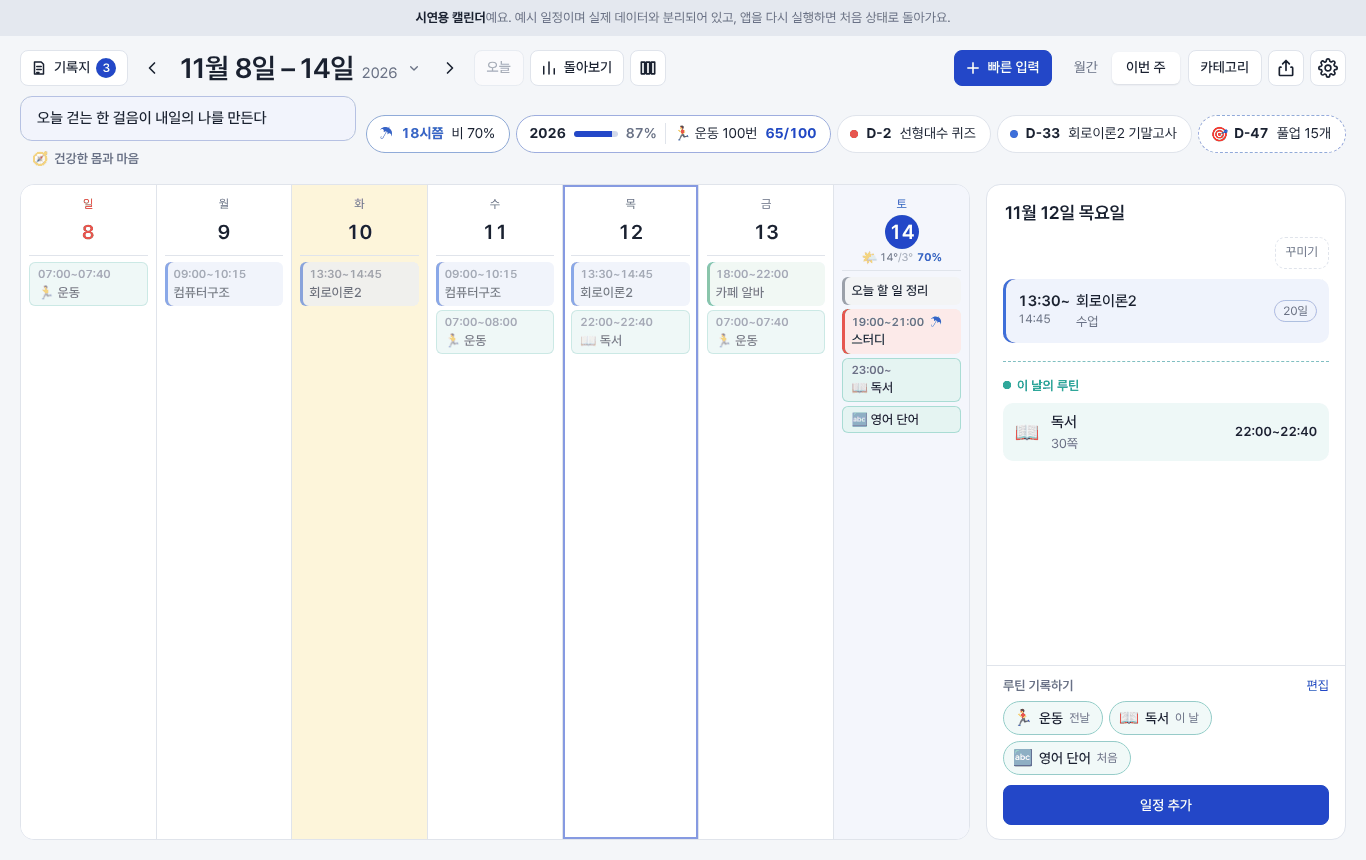 시연용 캘린더예요. 예시 일정이며 실제 데이터와 분리되어 있고, 앱을 다시 실행하면 처음 상태로 돌아가요.
기록지 3
11월 8일 – 14일 2026
오늘
돌아보기
빠른 입력
월간
이번 주
카테고리
오늘 걷는 한 걸음이 내일의 나를 만든다
건강한 몸과 마음
18시쯤 비 70%
2026 87% 운동 100번 65/100
D-2 선형대수 퀴즈
D-33 회로이론2 기말고사
D-47 풀업 15개
일
8
07:00~07:40
운동
월
9
09:00~10:15
컴퓨터구조
화
10
13:30~14:45
회로이론2
수
11
09:00~10:15
컴퓨터구조
07:00~08:00
운동
목
12
13:30~14:45
회로이론2
22:00~22:40
독서
금
13
18:00~22:00
카페 알바
07:00~07:40
운동
토
14
14°/3° 70%
오늘 할 일 정리
19:00~21:00
스터디
23:00~
독서
abc 영어 단어
11월 12일 목요일
꾸미기
13:30~ 회로이론2
14:45 수업
20일
이 날의 루틴
독서
30쪽
22:00~22:40
루틴 기록하기
편집
운동 전날
독서 이 날
abc 영어 단어 처음
일정 추가